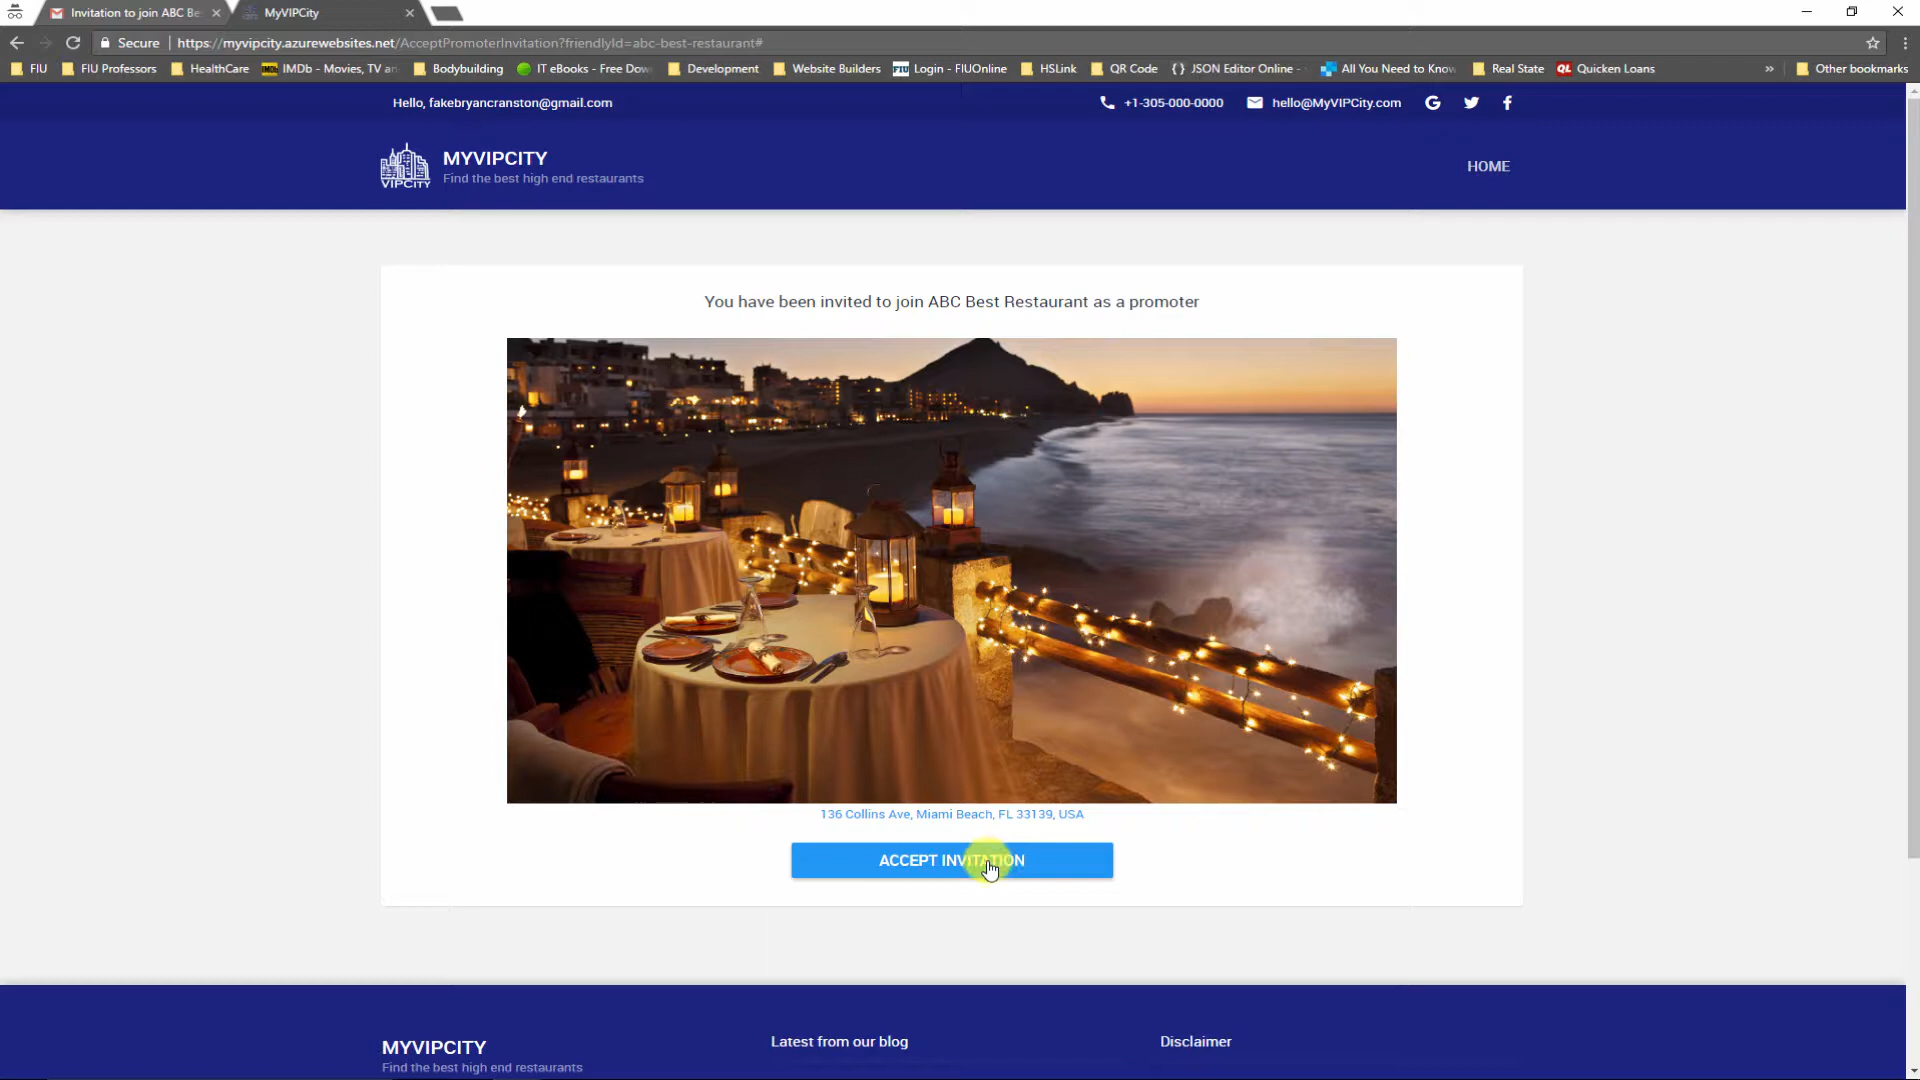 Invitation to join ABC Be
MyVIPCity
Secure
https://myvipcity.azurewebsites.net/AcceptPromoterInvitation?friendlyId=abc-best-restaurant#
FIU
FIU Professors
HealthCare
IMDb IMDb - Movies, TV an
Bodybuilding
IT eBooks - Free Dow
Development
Website Builders
FIU Login - FIUOnline
HSLink
QR Code
{ } JSON Editor Online -
All You Need to Know
Real State
QL Quicken Loans
»
Other bookmarks
Hello, fakebryancranston@gmail.com
+1-305-000-0000
hello@MyVIPCity.com
VIPCITY
MYVIPCITY
Find the best high end restaurants
HOME
You have been invited to join ABC Best Restaurant as a promoter
136 Collins Ave, Miami Beach, FL 33139, USA
ACCEPT INVITATION
MYVIPCITY
Find the best high end restaurants
Latest from our blog
Disclaimer